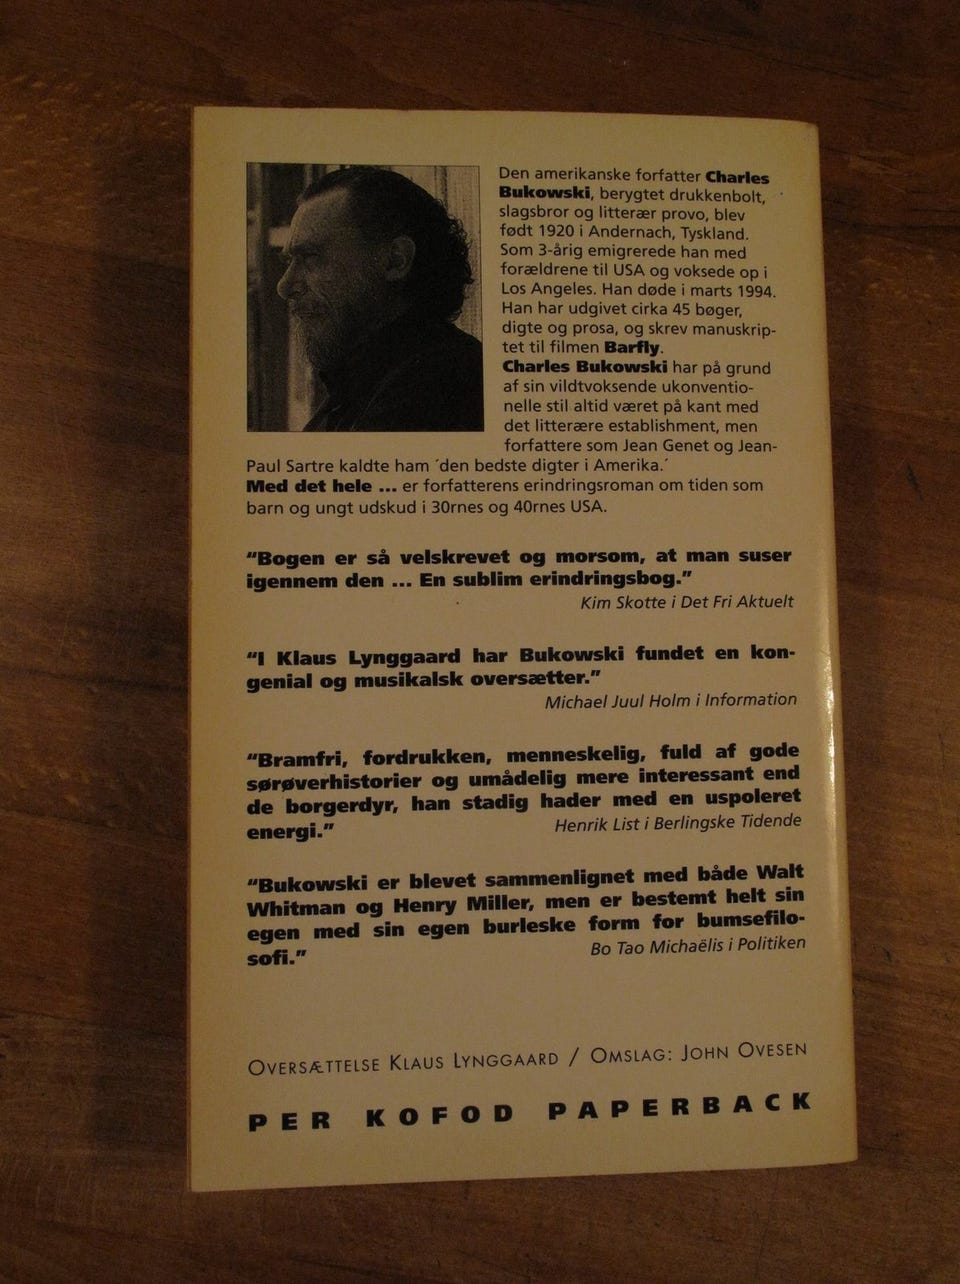 Den amerikanske forfatter Charles
Bukowski, berygtet drukkenbolt,
slagsbror og litterær provo, blev
født 1920 i Andernach, Tyskland.
Som 3-årig emigrerede han med
forældrene til USA og voksede op i
Los Angeles. Han døde i marts 1994.
Han har udgivet cirka 45 bøger,
digte og prosa, og skrev manuskrip-
tet til filmen Barfly.
Charles Bukowski har på grund
af sin vildtvoksende ukonventio-
nelle stil altid været på kant med
det litterære establishment, men
forfattere som Jean Genet og Jean-
Paul Sartre kaldte ham ´den bedste digter i Amerika.´
Med det hele ... er forfatterens erindringsroman om tiden som
barn og ungt udskud i 30rnes og 40rnes USA.
“Bogen er så velskrevet og morsom, at man suser
igennem den ... En sublim erindringsbog.”
Kim Skotte i Det Fri Aktuelt
“I Klaus Lynggaard har Bukowski fundet en kon-
genial og musikalsk oversætter.”
Michael Juul Holm i Information
“Bramfri, fordrukken, menneskelig, fuld af gode
sørøverhistorier og umådelig mere interessant end
de borgerdyr, han stadig hader med en uspoleret
energi.” Henrik List i Berlingske Tidende
“Bukowski er blevet sammenlignet med både Walt
Whitman og Henry Miller, men er bestemt helt sin
egen med sin egen burleske form for bumsefilo-
sofi.” Bo Tao Michaëlis i Politiken
OVERSÆTTELSE KLAUS LYNGGAARD / OMSLAG: JOHN OVESEN
PER KOFOD PAPERBACK